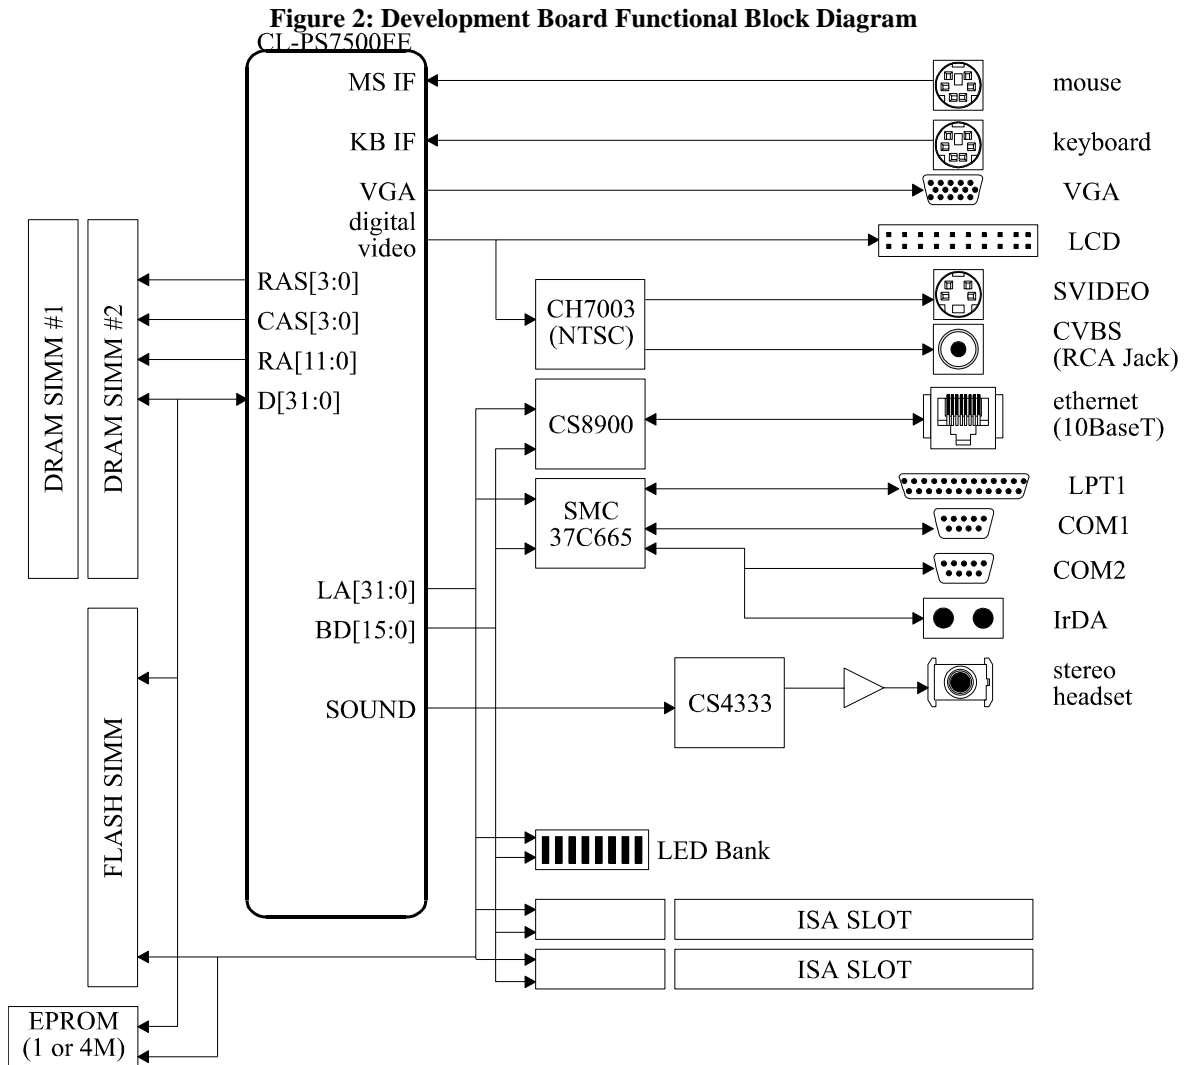 Figure 2: Development Board Functional Block Diagram
CL-PS7500FE
MS IF
mouse
KB IF
keyboard
VGA
VGA
digital
video
LCD
RAS[3:0]
CAS[3:0]
RA[11:0]
D[31:0]
DRAM SIMM #1
DRAM SIMM #2
CH7003
(NTSC)
SVIDEO
CVBS
(RCA Jack)
CS8900
ethernet
(10BaseT)
SMC
37C665
LPT1
COM1
COM2
IrDA
LA[31:0]
BD[15:0]
SOUND
CS4333
stereo
headset
FLASH SIMM
LED Bank
ISA SLOT
ISA SLOT
EPROM
(1 or 4M)